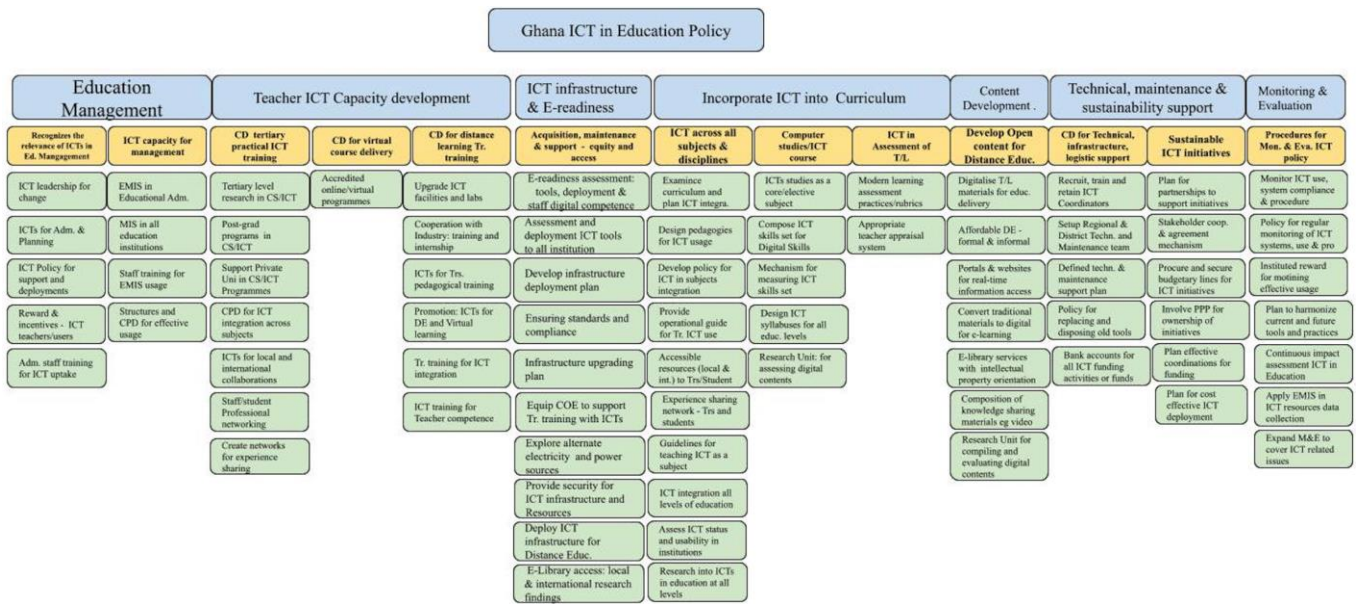 Ghana ICT in Education Policy
Education
Management
Teacher ICT Capacity development
ICT infrastructure
& E-readiness
Incorporate ICT into Curriculum
Content
Development .
Technical, maintenance &
sustainability support
Monitoring &
Evaluation
Recognizes the
relevance of ICTs in
Ed. Mangagement
ICT capacity for
management
CD tertiary
practical ICT
training
CD for virtual
course delivery
CD for distance
learning Tr.
training
Acquisition, maintenance
& support - equity and
access
ICT across all
subjects &
disciplines
Computer
studies/ICT
course
ICT in
Assessment of
T/L
Develop Open
content for
Distance Educ.
CD for Technical,
infrastructure,
logistic support
Sustainable
ICT initiatives
Procedures for
Mon. & Eva. ICT
policy
ICT leadership for
change
ICTs for Adm. &
Planning
ICT Policy for
support and
deployments
Reward &
incentives - ICT
teachers/users
Adm. staff training
for ICT uptake
EMIS in
Educational Adm.
MIS in all
education
institutions
Staff training for
EMIS usage
Structures and
CPD for effective
usage
Tertiary level
research in CS/ICT
Post-grad
programs in
CS/ICT
Support Private
Uni in CS/ICT
Programmes
CPD for ICT
integration across
subjects
ICTs for local and
international
collaborations
Staff/student
Professional
networking
Create networks
for experience
sharing
Accredited
online/virtual
programmes
Upgrade ICT
facilities and labs
Cooperation with
Industry: training and
internship
ICTs for Trs.
pedagogical training
Promotion: ICTs for
DE and Virtual
learning
Tr. training for ICT
integration
ICT training for
Teacher competence
E-readiness assessment:
tools, deployment &
staff digital competence
Assessment and
deployment ICT tools
to all institution
Develop infrastructure
deployment plan
Ensuring standards and
compliance
Infrastructure upgrading
plan
Equip COE to support
Tr. training with ICTs
Explore alternate
electricity and power
sources
Provide security for
ICT infrastructure and
Resources
Deploy ICT
infrastructure for
Distance Educ.
E-Library access: local
& international research
findings
Examince
curriculum and
plan ICT integra.
Design pedagogies
for ICT usage
Develop policy for
ICT in subjects
integration
Provide
operational guide
for Tr. ICT use
Accessible
resources (local &
int.) to Trs/Student
Experience sharing
network - Trs and
students
Guidelines for
teaching ICT as a
subject
ICT integration all
levels of education
Assess ICT status
and usability in
institutions
Research into ICTs
in education at all
levels
ICTs studies as a
core/elective
subject
Compose ICT
skills set for
Digital Skills
Mechanism for
measuring ICT
skills set
Design ICT
syllabuses for all
educ. levels
Research Unit: for
assessing digital
contents
Modern learning
assessment
practices/rubrics
Appropriate
teacher appraisal
system
Digitalise T/L
materials for educ.
delivery
Affordable DE -
formal & informal
Portals & websites
for real-time
information access
Convert traditional
materials to digital
for e-learning
E-library services
with intellectual
property orientation
Composition of
knowledge sharing
materials eg video
Research Unit for
compiling and
evaluating digital
contents
Recruit, train and
retain ICT
Coordinators
Setup Regional &
District Techn. and
Maintenance team
Defined techn. &
maintenance
support plan
Policy for
replacing and
disposing old tools
Bank accounts for
all ICT funding
activities or funds
Plan for
partnerships to
support initiatives
Stakeholder coop.
& agreement
mechanism
Procure and secure
budgetary lines for
ICT initiatives
Involve PPP for
ownership of
initiatives
Plan effective
coordinations for
funding
Plan for cost
effective ICT
deployment
Monitor ICT use,
system compliance
& procedure
Policy for regular
monitoring of ICT
systems, use & pro
Instituted reward
for motining
effective usage
Plan to harmonize
current and future
tools and practices
Continuous impact
assessment ICT in
Education
Apply EMIS in
ICT resources data
collection
Expand M&E to
cover ICT related
issues